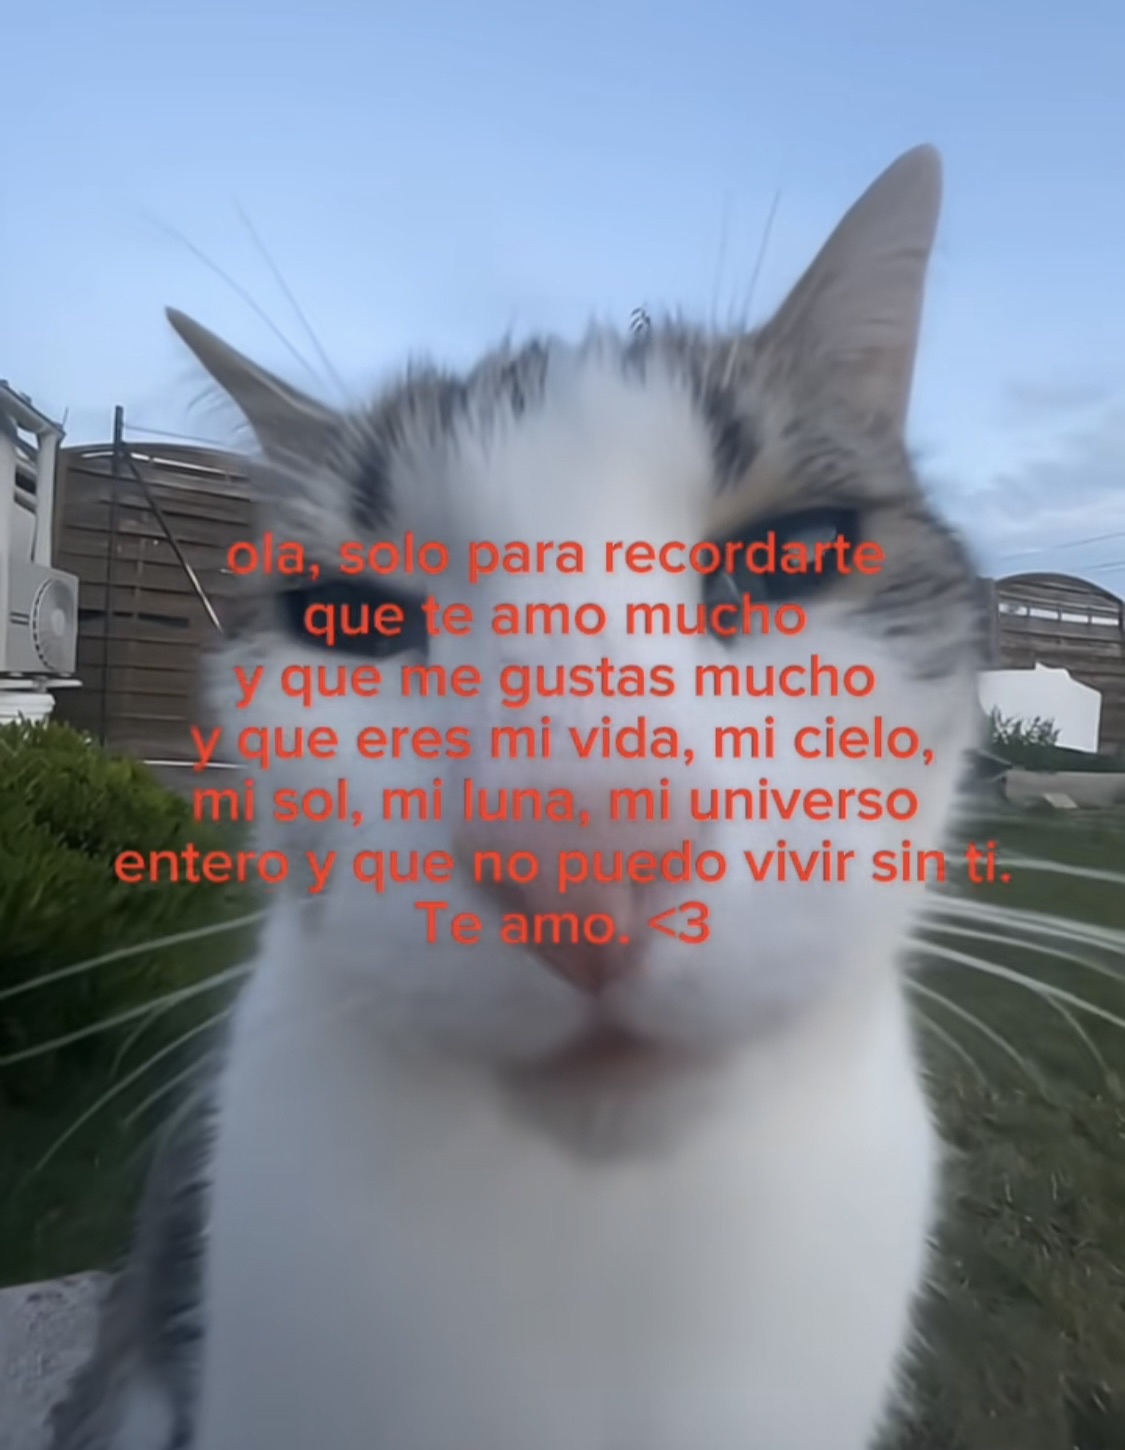 ola, solo para recordarte
que te amo mucho
y que me gustas mucho
y que eres mi vida, mi cielo,
mi sol, mi luna, mi universo
entero y que no puedo vivir sin ti.
Te amo. <3